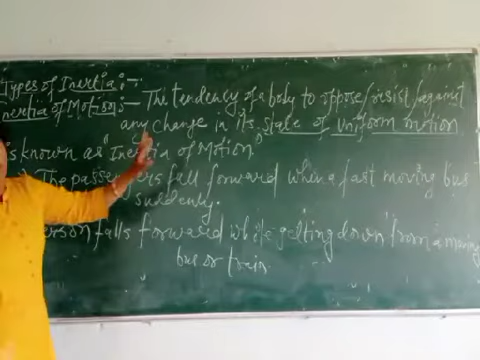 Types of Inertia :-
Inertia of Motion :- The tendency of a body to oppose/resist/against
any change in its state of uniform motion
is known as "Inertia of Motion"
The passengers fall forward when a fast moving bus
suddenly.
person falls forward while getting down from a moving
bus or train.